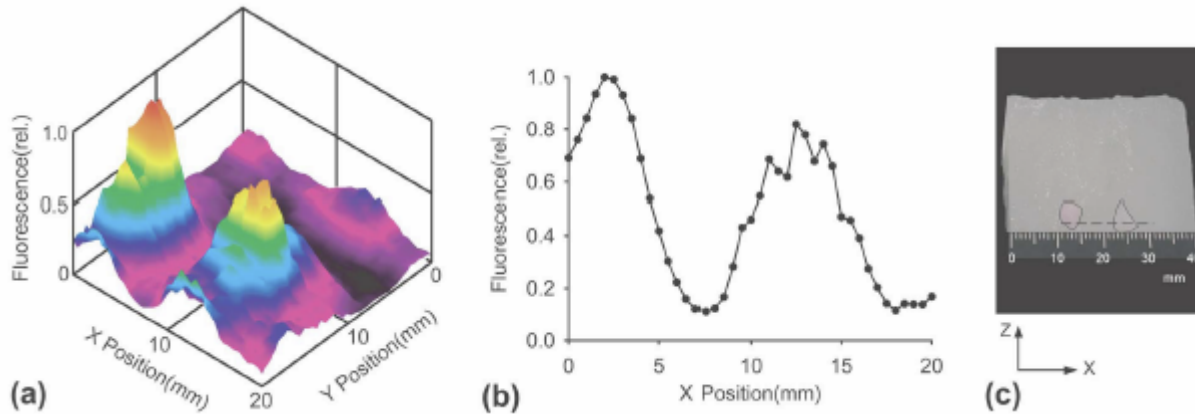 Fluorescence(rel.)
1.0
0.5
0
X Position(mm)
10
20
Y Position(mm)
10
0
(a)
Fluorescence(rel.)
1.0
0.8
0.6
0.4
0.2
0.0
0 5 10 15 20
X Position(mm)
(b)
0 10 20 30 40
mm
Z
X
(c)